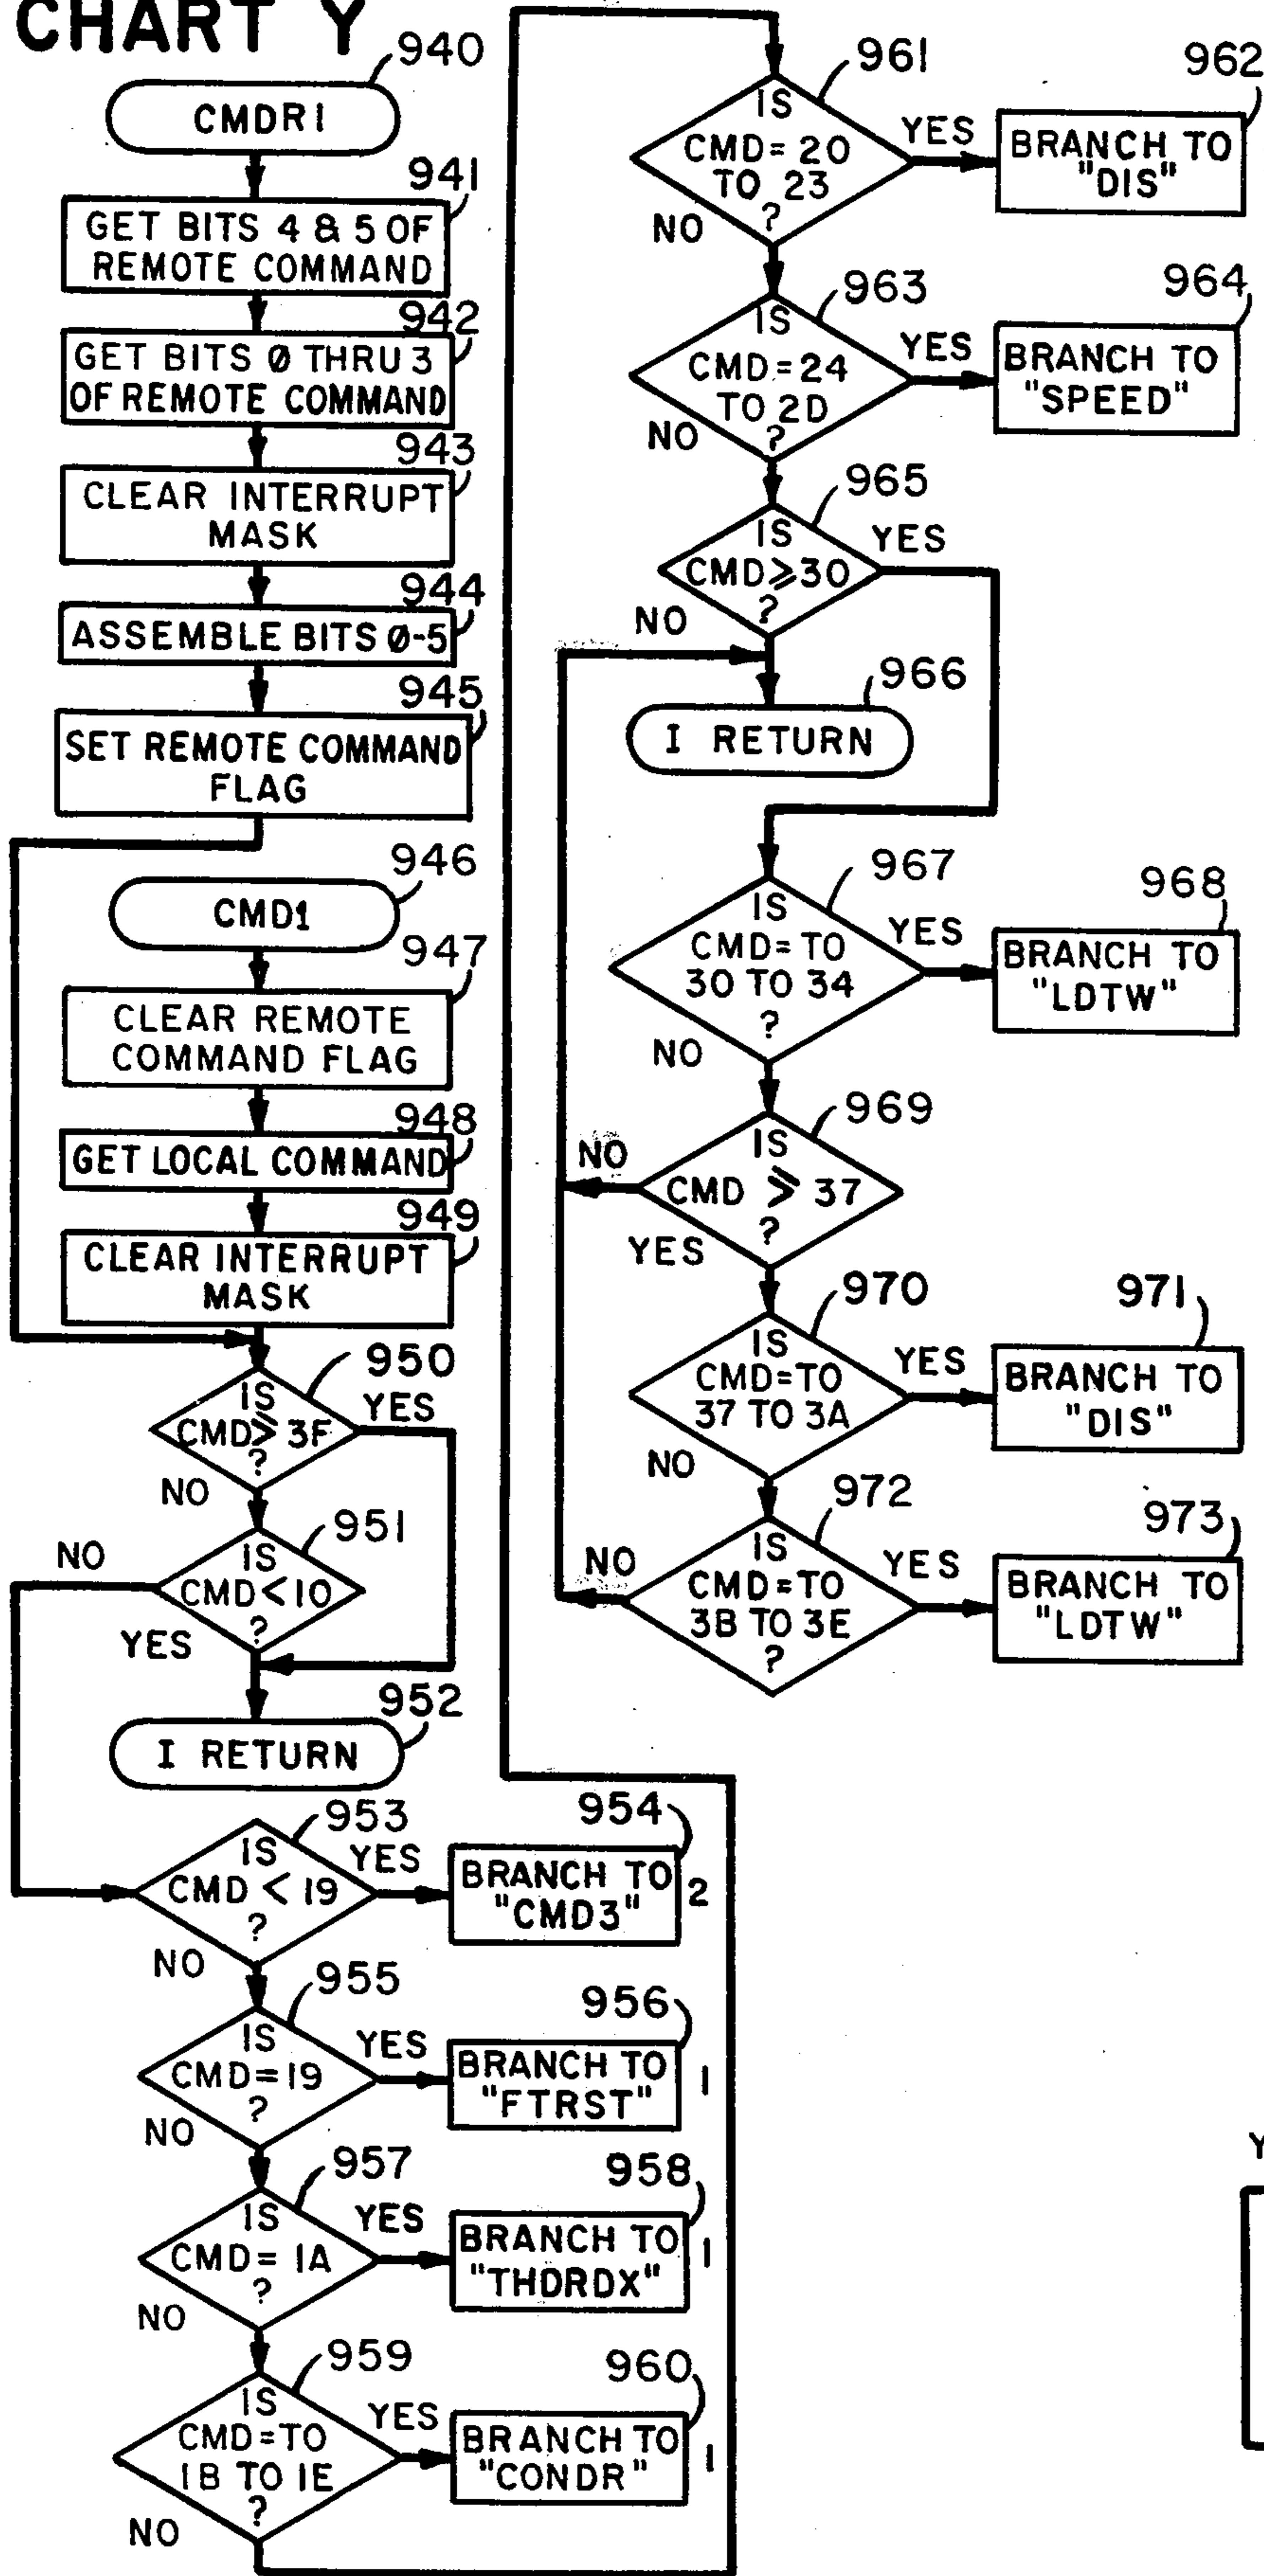 CHART Y
940
CMDR1
941
GET BITS 4 & 5 OF
REMOTE COMMAND
942
GET BITS Ø THRU 3
OF REMOTE COMMAND
943
CLEAR INTERRUPT
MASK
944
ASSEMBLE BITS Ø-5
945
SET REMOTE COMMAND
FLAG
946
CMD1
947
CLEAR REMOTE
COMMAND FLAG
948
GET LOCAL COMMAND
949
CLEAR INTERRUPT
MASK
950
IS
CMD⩾ 3F
?
YES
NO
951
IS
CMD<10
?
NO
YES
952
I RETURN
953
IS
CMD < 19
?
YES
NO
954
BRANCH TO
"CMD3"
2
955
IS
CMD=19
?
YES
NO
956
BRANCH TO
"FTRST"
1
957
IS
CMD= 1A
?
YES
NO
958
BRANCH TO
"THDRDX"
1
959
IS
CMD=TO
1B TO 1E
?
YES
NO
960
BRANCH TO
"CONDR"
1
961
IS
CMD= 20
TO 23
?
YES
NO
962
BRANCH TO
"DIS"
963
IS
CMD=24
TO 2D
?
YES
NO
964
BRANCH TO
"SPEED"
965
IS
CMD⩾30
?
YES
NO
966
I RETURN
967
IS
CMD= TO
30 TO 34
?
YES
NO
968
BRANCH TO
"LDTW"
969
IS
CMD ⩾ 37
?
NO
YES
970
IS
CMD=TO
37 TO 3A
?
YES
NO
971
BRANCH TO
"DIS"
972
IS
CMD=TO
3B TO 3E
?
NO
YES
973
BRANCH TO
"LDTW"
Y